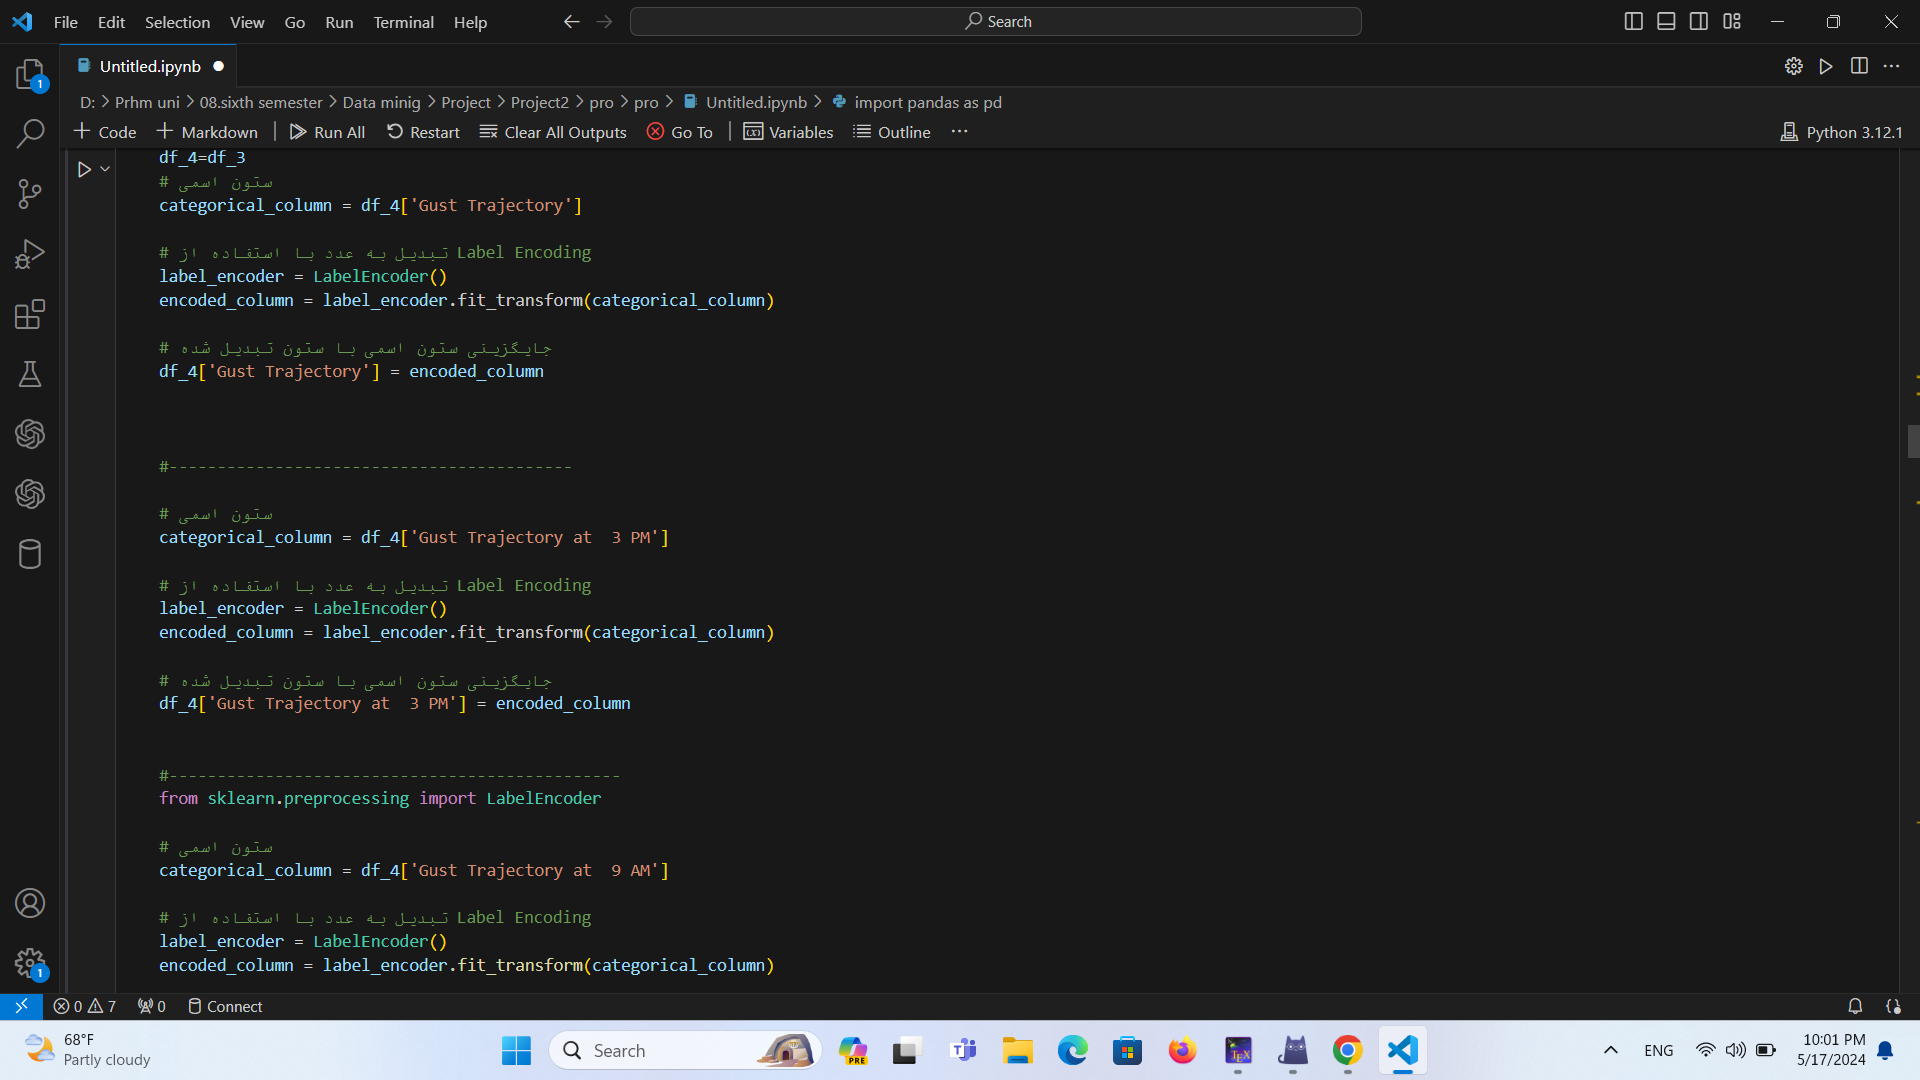 File Edit Selection View Go Run Terminal Help
Search
1
Untitled.ipynb
D: > Prhm uni > 08.sixth semester > Data minig > Project > Project2 > pro > pro > Untitled.ipynb > import pandas as pd
Code Markdown | Run All Restart Clear All Outputs Go To | Variables Outline ...
Python 3.12.1
df_4=df_3
# ستون اسمی
categorical_column = df_4['Gust Trajectory']
# تبدیل به عدد با استفاده از Label Encoding
label_encoder = LabelEncoder()
encoded_column = label_encoder.fit_transform(categorical_column)
# جایگزینی ستون اسمی با ستون تبدیل شده
df_4['Gust Trajectory'] = encoded_column
#------------------------------------------
# ستون اسمی
categorical_column = df_4['Gust Trajectory at  3 PM']
# تبدیل به عدد با استفاده از Label Encoding
label_encoder = LabelEncoder()
encoded_column = label_encoder.fit_transform(categorical_column)
# جایگزینی ستون اسمی با ستون تبدیل شده
df_4['Gust Trajectory at  3 PM'] = encoded_column
#-----------------------------------------------
from sklearn.preprocessing import LabelEncoder
# ستون اسمی
categorical_column = df_4['Gust Trajectory at  9 AM']
# تبدیل به عدد با استفاده از Label Encoding
label_encoder = LabelEncoder()
encoded_column = label_encoder.fit_transform(categorical_column)
1
0 7 0 Connect
68°F
Partly cloudy
Search
PRE
T
TEX
ENG
10:01 PM
5/17/2024